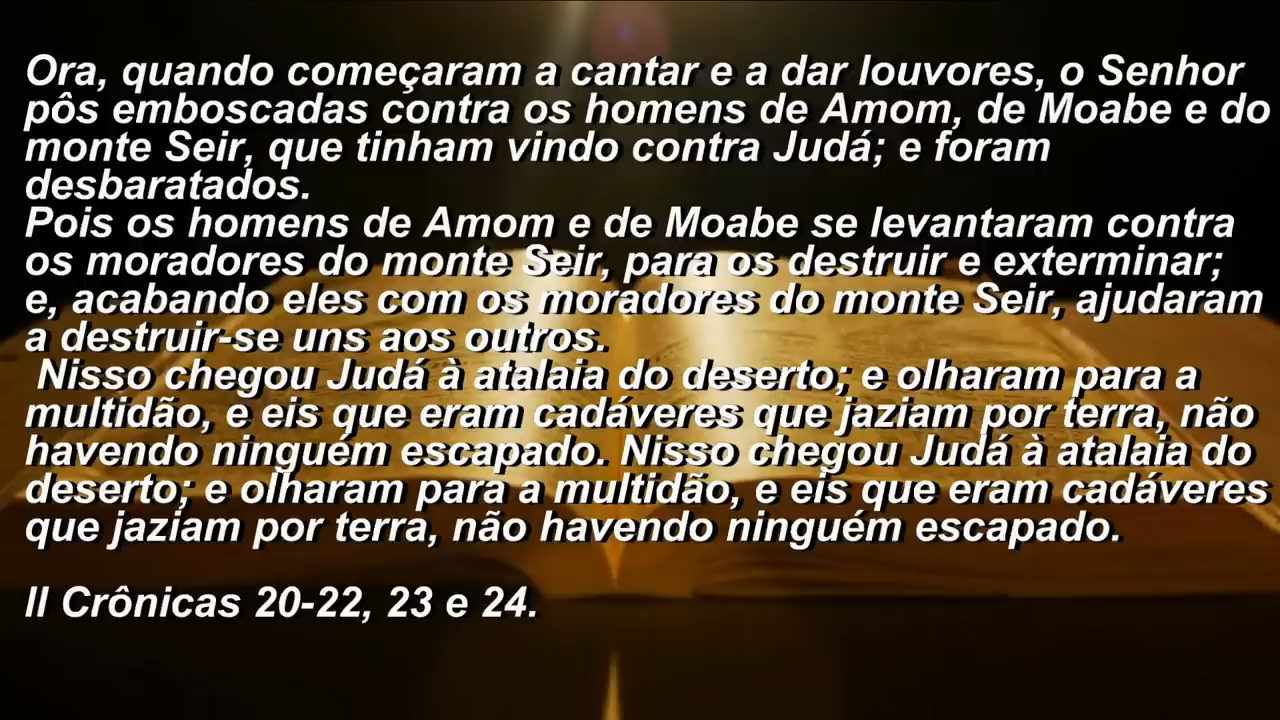 Ora, quando começaram a cantar e a dar louvores, o Senhor
pôs emboscadas contra os homens de Amom, de Moabe e do
monte Seir, que tinham vindo contra Judá; e foram
desbaratados.
Pois os homens de Amom e de Moabe se levantaram contra
os moradores do monte Seir, para os destruir e exterminar;
e, acabando eles com os moradores do monte Seir, ajudaram
a destruir-se uns aos outros.
Nisso chegou Judá à atalaia do deserto; e olharam para a
multidão, e eis que eram cadáveres que jaziam por terra, não
havendo ninguém escapado. Nisso chegou Judá à atalaia do
deserto; e olharam para a multidão, e eis que eram cadáveres
que jaziam por terra, não havendo ninguém escapado.
II Crônicas 20-22, 23 e 24.